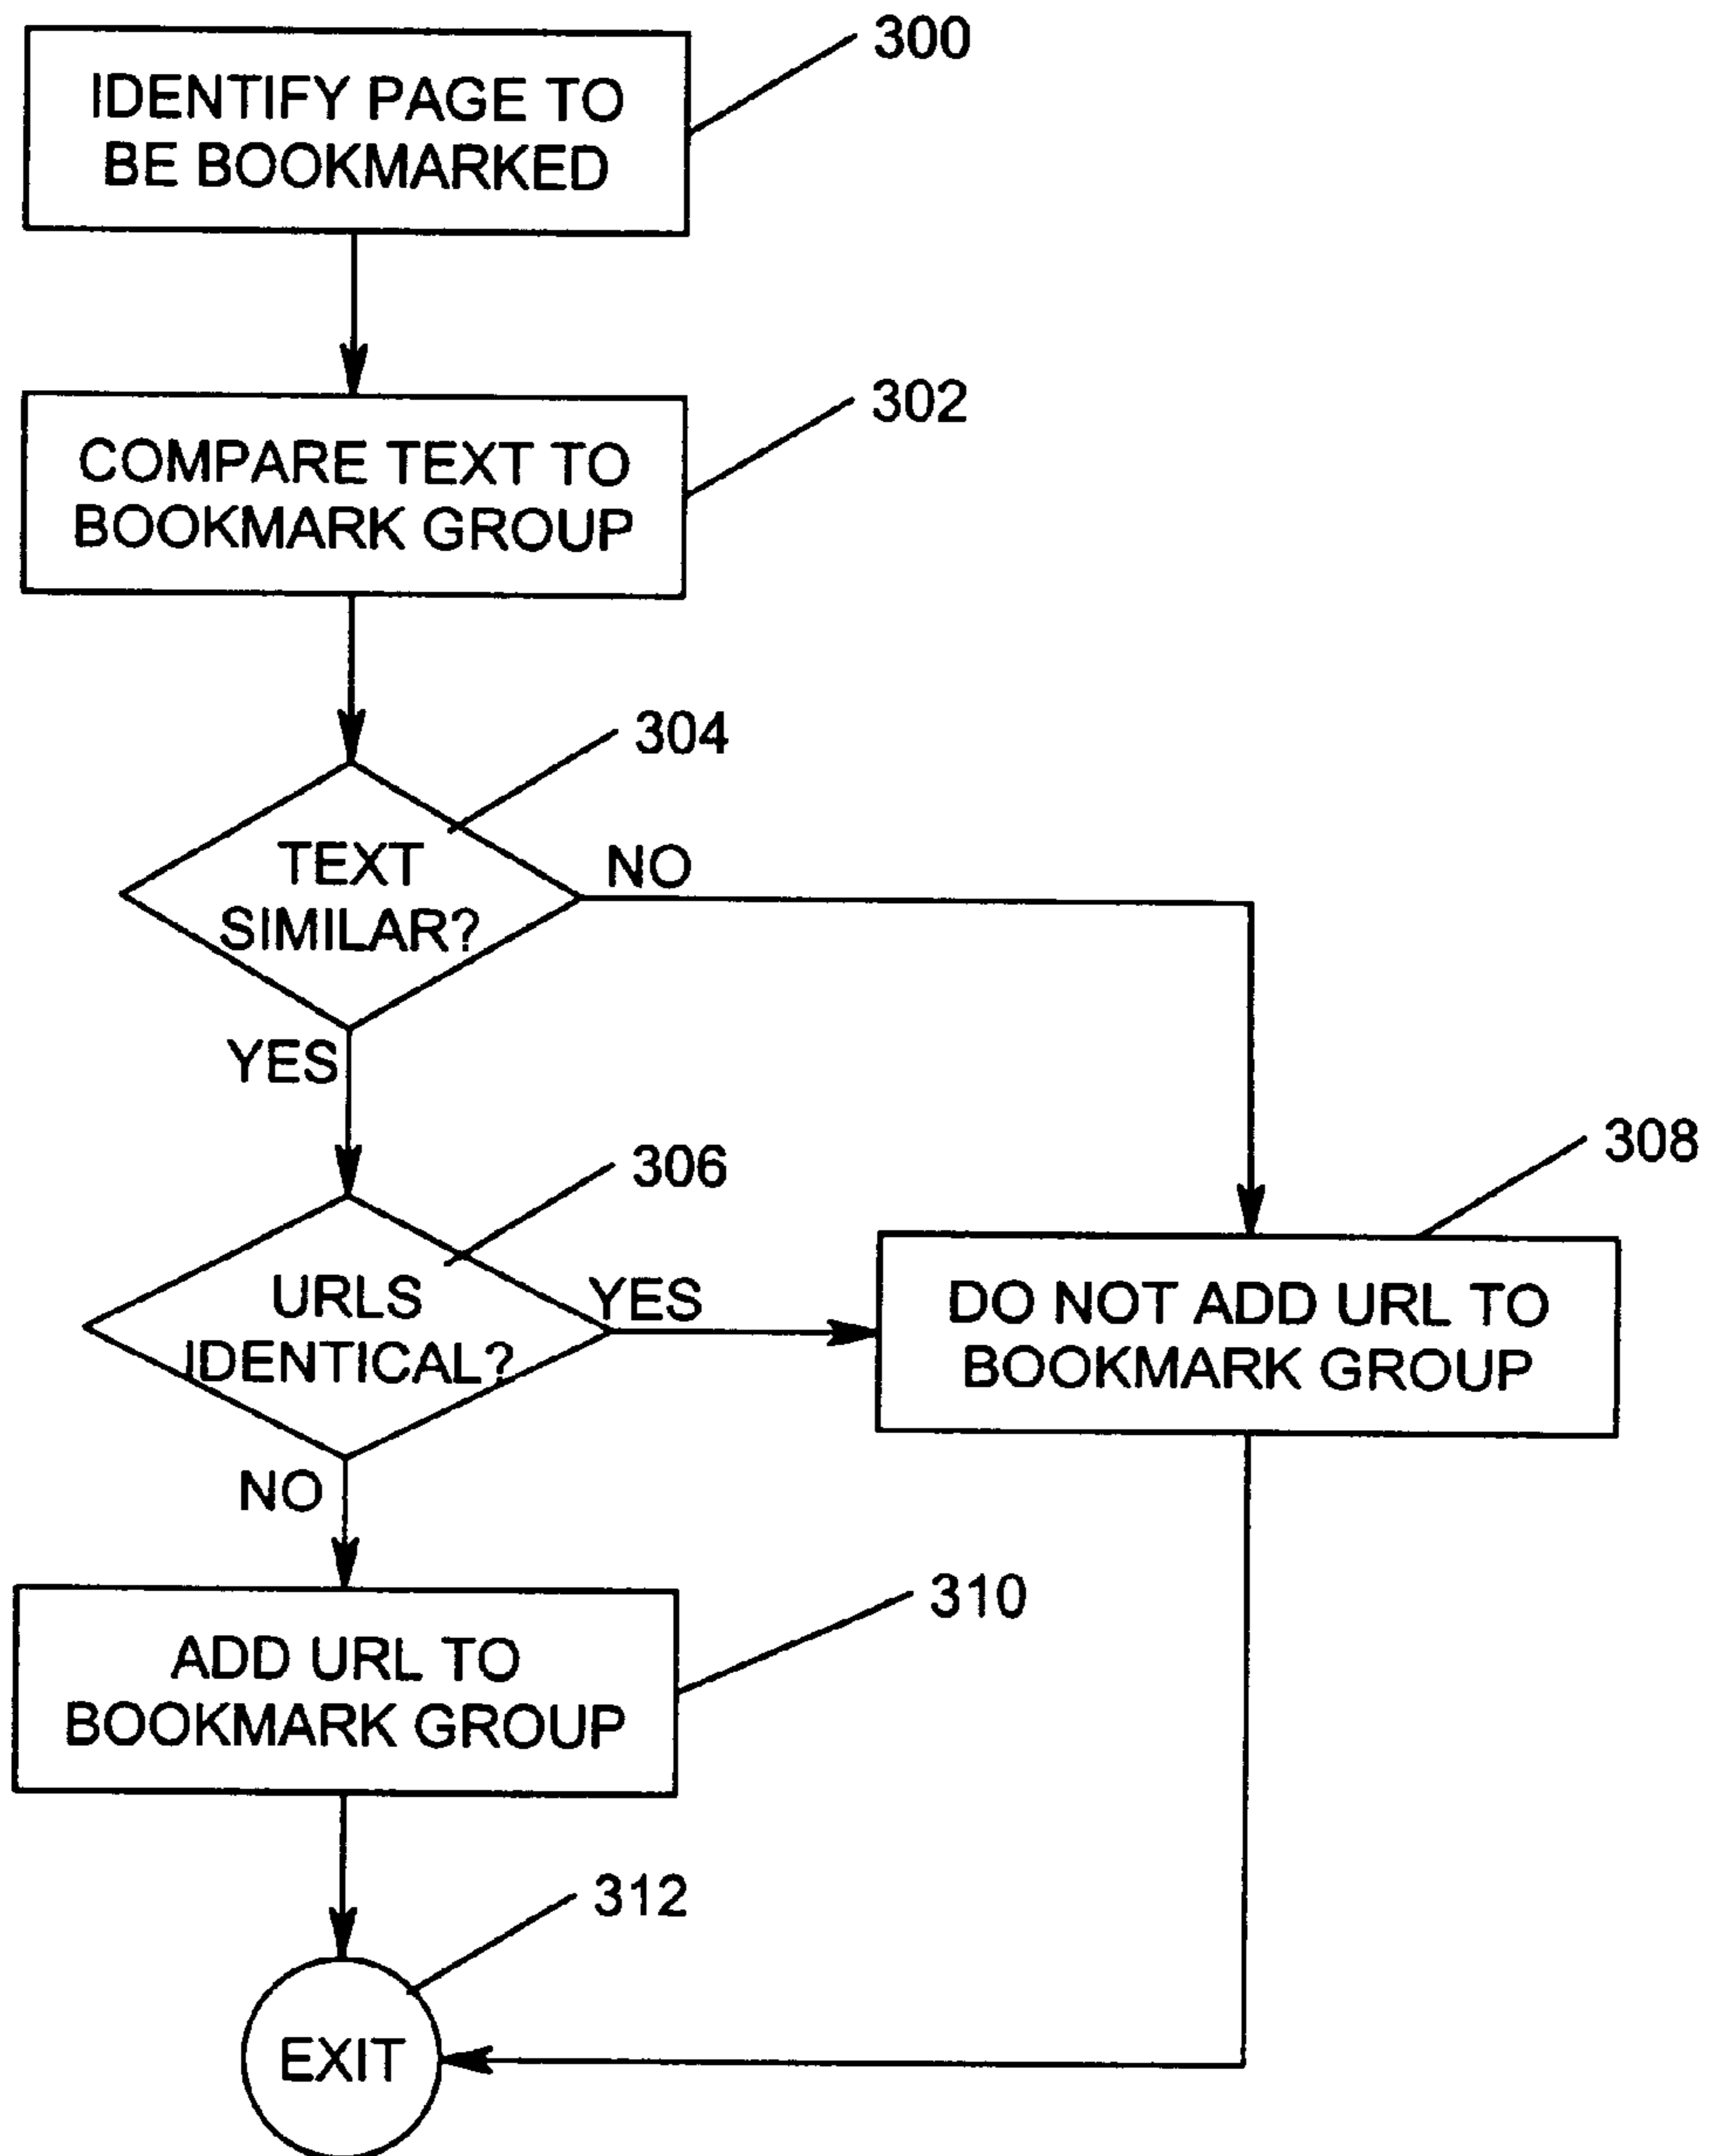 300
IDENTIFY PAGE TO
BE BOOKMARKED
302
COMPARE TEXT TO
BOOKMARK GROUP
304
TEXT
SIMILAR?
NO
YES
306
308
URLS
IDENTICAL?
YES
DO NOT ADD URL TO
BOOKMARK GROUP
NO
310
ADD URL TO
BOOKMARK GROUP
312
EXIT